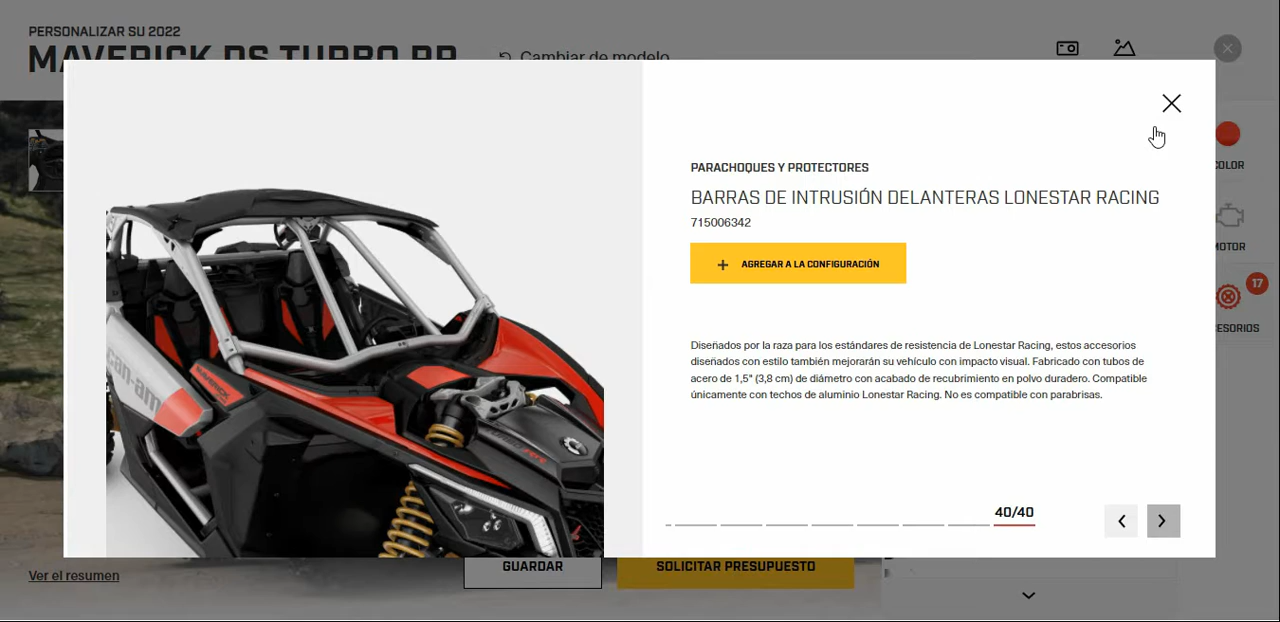 PERSONALIZAR SU 2022
MAVERICK DS TURBO RR
Cambiar de modelo
COLOR
MOTOR
17
CESORIOS
PARACHOQUES Y PROTECTORES
BARRAS DE INTRUSIÓN DELANTERAS LONESTAR RACING
715006342
+ AGREGAR A LA CONFIGURACIÓN
Diseñados por la raza para los estándares de resistencia de Lonestar Racing, estos accesorios
diseñados con estilo también mejorarán su vehículo con impacto visual. Fabricado con tubos de
acero de 1,5" (3,8 cm) de diámetro con acabado de recubrimiento en polvo duradero. Compatible
únicamente con techos de aluminio Lonestar Racing. No es compatible con parabrisas.
40/40
can-am
MAVERICK
Ver el resumen
GUARDAR
SOLICITAR PRESUPUESTO